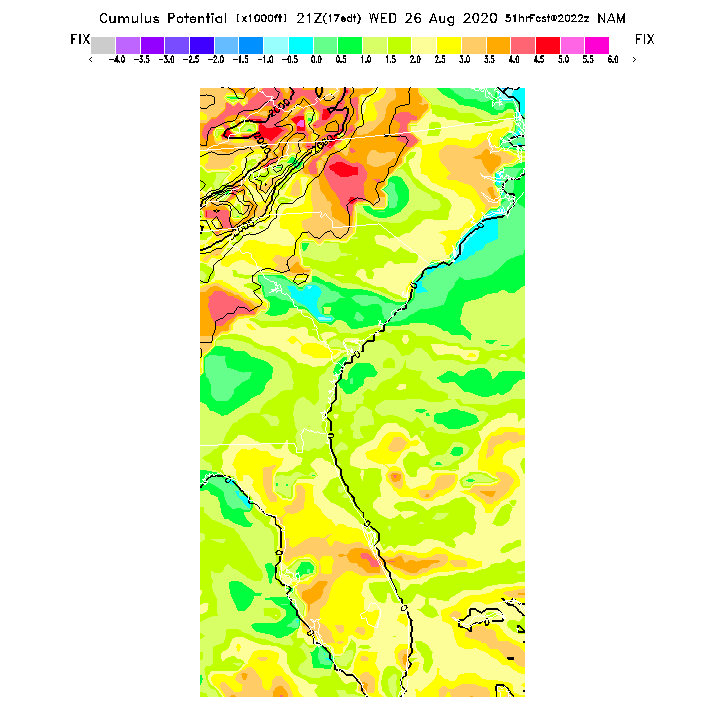 Cumulus Potential [x1000ft] 21Z(17edt) WED 26 Aug 2020 51hrFcst@2022z NAM
FIX FIX
< -4.0 -3.5 -3.0 -2.5 -2.0 -1.5 -1.0 -0.5 0.0 0.5 1.0 1.5 2.0 2.5 3.0 3.5 4.0 4.5 5.0 5.5 6.0 >
2000
2000